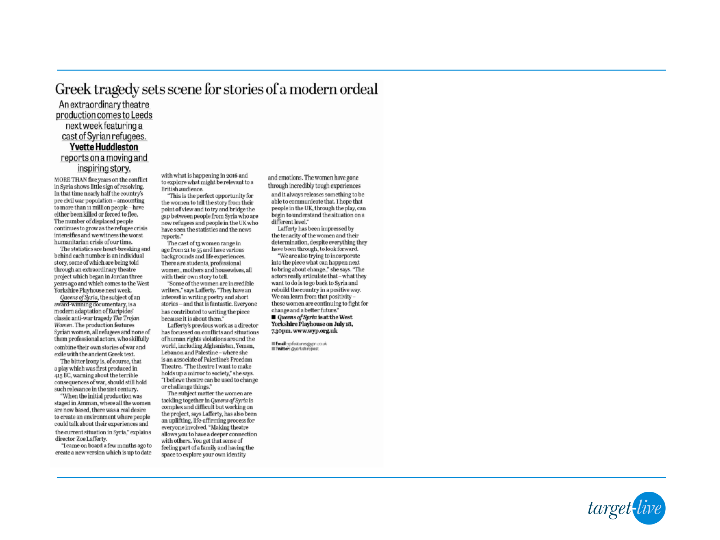 Greek tragedy sets scene for stories of a modern ordeal
An extraordinary theatre
production comes to Leeds
next week featuring a
cast of Syrian refugees.
Yvette Huddleston
reports on a moving and
inspiring story.
MORE THAN five years on the conflict
in Syria shows little sign of resolving.
In that time nearly half the country's
pre civil war population – amounting
to more than 11 million people – have
either been killed or forced to flee.
The number of displaced people
continues to grow as the refugee crisis
intensifies and we witness the worst
humanitarian crisis of our time.
The statistics are heart-breaking and
behind each number is an individual
story, some of which are being told
through an extraordinary theatre
project which began in Jordan three
years ago and which comes to the West
Yorkshire Playhouse next week.
Queens of Syria, the subject of an
award-winning documentary, is a
modern adaptation of Euripides'
classic anti-war tragedy The Trojan
Women. The production features
Syrian women, all refugees and none of
them professional actors, who skilfully
combine their own stories of war and
exile with the ancient Greek text.
The bitter irony is, of course, that
a play which was first produced in
415 BC, warning about the terrible
consequences of war, should still hold
such relevance in the 21st century.
"When the initial production was
staged in Amman, where all the women
are now based, there was a real desire
to create an environment where people
could talk about their experiences and
the current situation in Syria," explains
director Zoe Lafferty.
"I came on board a few months ago to
create a new version which is up to date
with what is happening in 2016 and
to explore what might be relevant to a
British audience.
"This is the perfect opportunity for
the women to tell the story from their
point of view and to try and bridge the
gap between people from Syria who are
now refugees and people in the UK who
have seen the statistics and the news
reports."
The cast of 13 women range in
age from 21 to 55 and have various
backgrounds and life experiences.
There are students, professional
women, mothers and housewives, all
with their own story to tell.
"Some of the women are incredible
writers," says Lafferty. "They have an
interest in writing poetry and short
stories – and that is fantastic. Everyone
has contributed to writing the piece
because it is about them."
Lafferty's previous work as a director
has focussed on conflicts and situations
of human rights violations around the
world, including Afghanistan, Yemen,
Lebanon and Palestine – where she
is an associate of Palestine's Freedom
Theatre. "The theatre I want to make
holds up a mirror to society," she says.
"I believe theatre can be used to change
or challenge things."
The subject matter the women are
tackling together in Queens of Syria is
complex and difficult but working on
the project, says Lafferty, has also been
an uplifting, life-affirming process for
everyone involved. "Making theatre
allows you to have a deeper connection
with others. You get that sense of
feeling part of a family and having the
space to explore your own identity
and emotions. The women have gone
through incredibly tough experiences
and it always releases something to be
able to communicate that. I hope that
people in the UK, through the play, can
begin to understand the situation on a
different level."
Lafferty has been impressed by
the tenacity of the women and their
determination, despite everything they
have been through, to look forward.
"We are also trying to incorporate
into the piece what can happen next
to bring about change," she says. "The
actors really articulate that – what they
want to do is to go back to Syria and
rebuild the country in a positive way.
We can learn from that positivity –
these women are continuing to fight for
change and a better future."
■ Queens of Syria is at the West
Yorkshire Playhouse on July 18,
7.30pm. www.wyp.org.uk
■ Email
■ Twitter
target-live